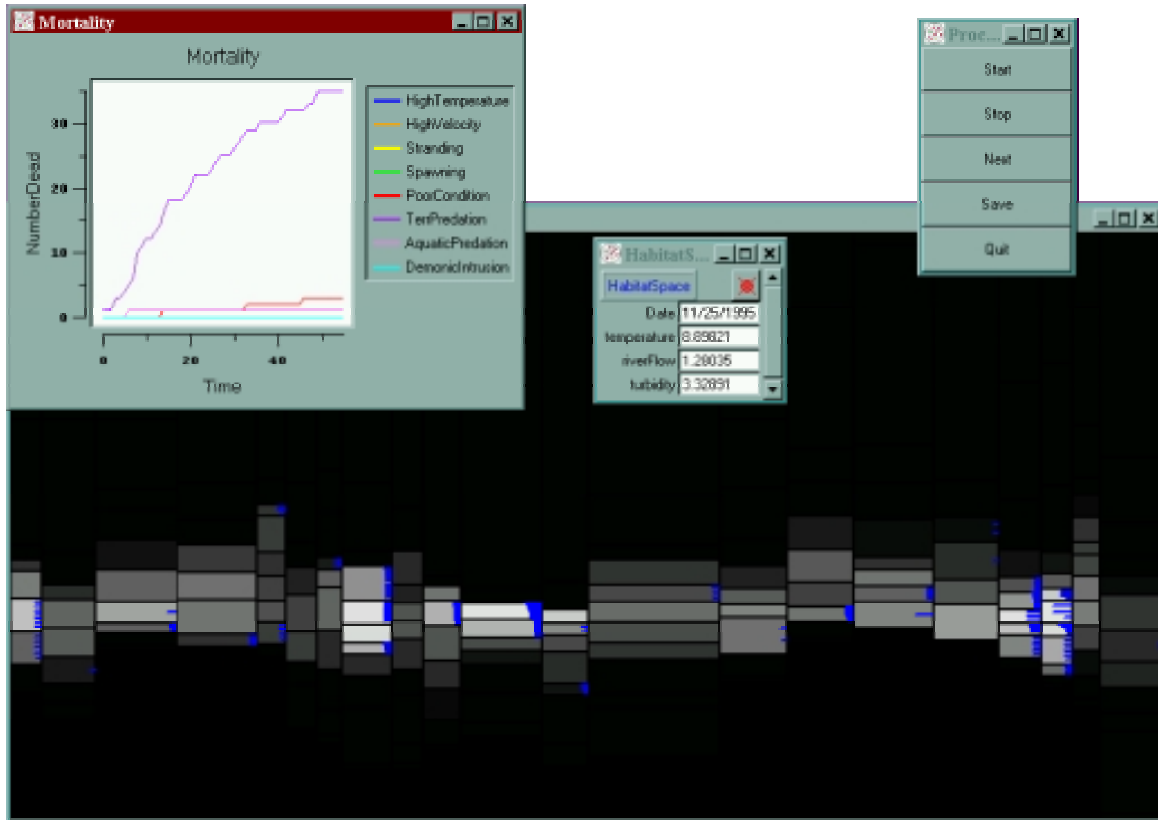 Mortality
Mortality
NumberDead
30
20
10
0
0
20
40
Time
HighTemperature
HighVelocity
Stranding
Spawning
PoorCondition
TerrPredation
AquaticPredation
DemonicIntrusion
Proc...
Start
Stop
Next
Save
Quit
HabitatS...
HabitatSpace
Date 11/25/1995
temperature 8.89821
riverFlow 1.28035
turbidity 3.32891